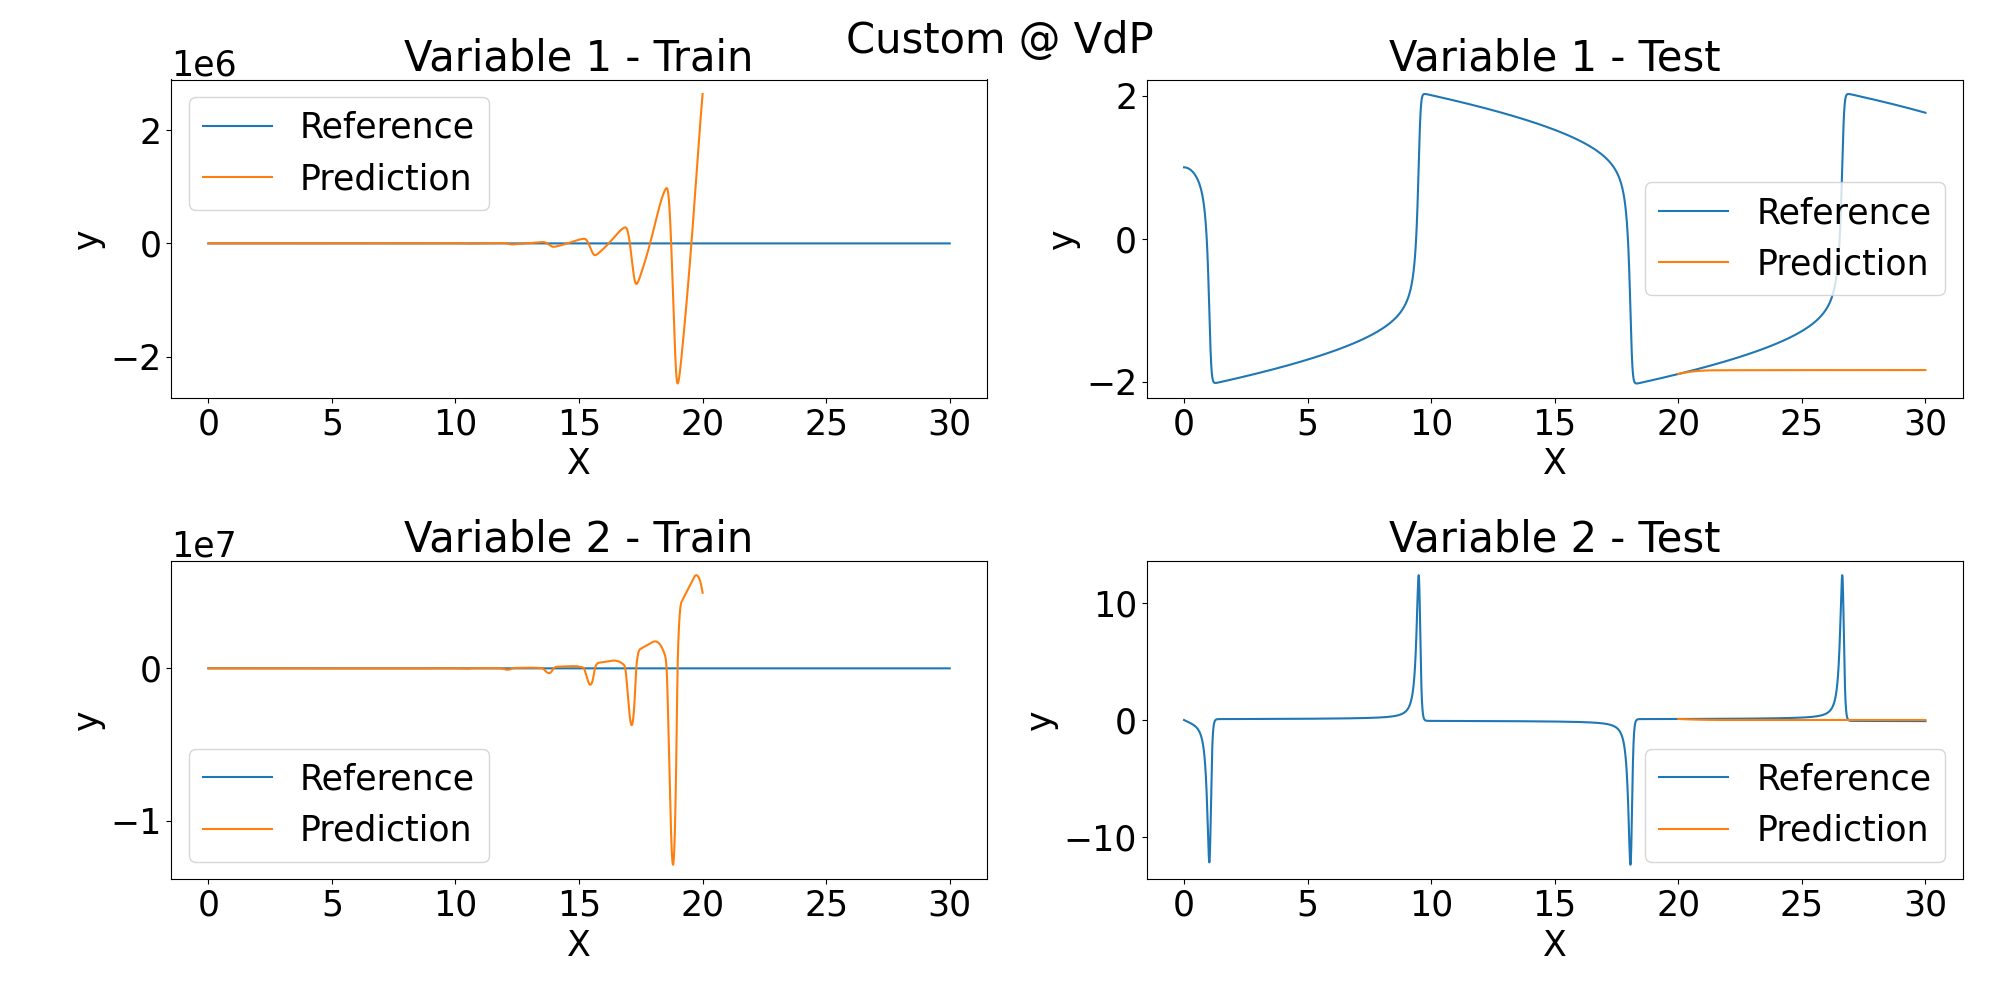 Custom @ VdP
Variable 1 - Train
1e6
2
0
−2
y
Reference
Prediction
0 5 10 15 20 25 30
X
Variable 1 - Test
2
0
−2
y
Reference
Prediction
0 5 10 15 20 25 30
X
Variable 2 - Train
1e7
0
−1
y
Reference
Prediction
0 5 10 15 20 25 30
X
Variable 2 - Test
10
0
−10
y
Reference
Prediction
0 5 10 15 20 25 30
X